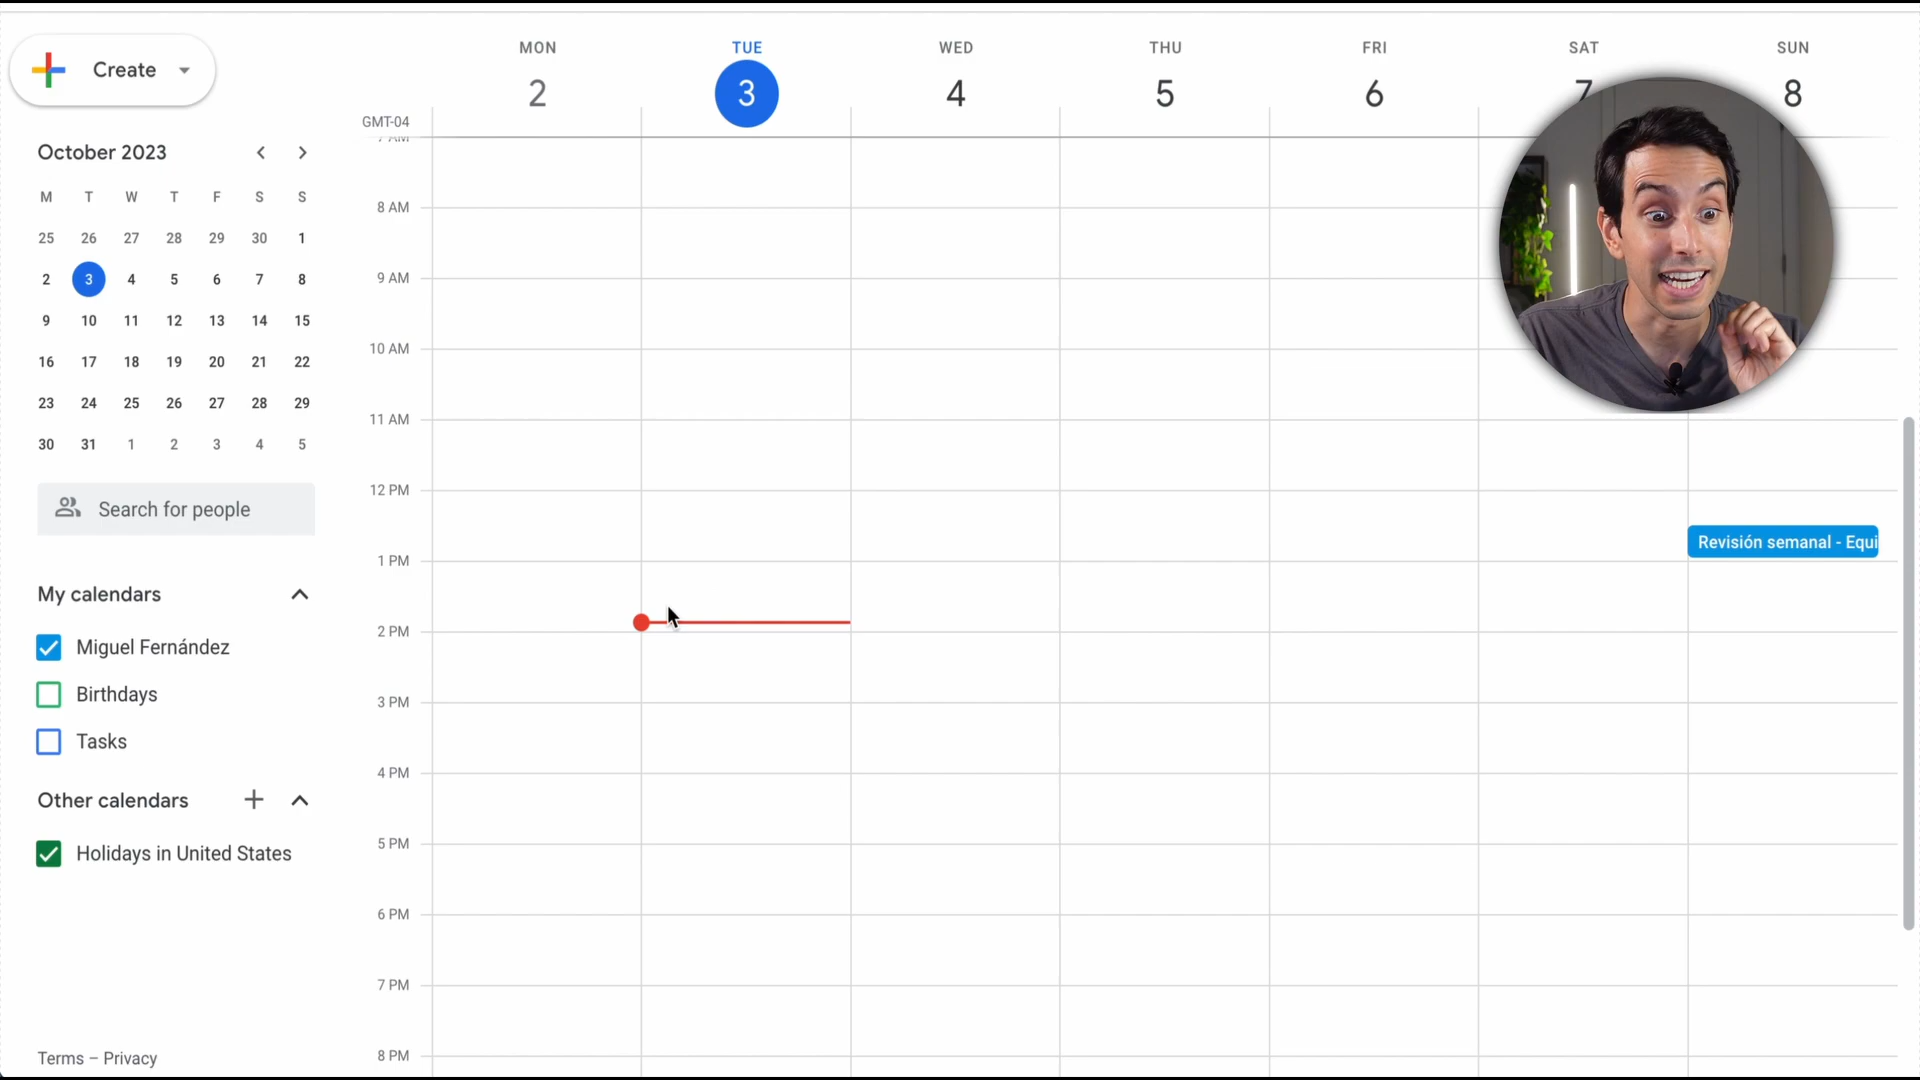 Create
October 2023
M T W T F S S
25 26 27 28 29 30 1
2 3 4 5 6 7 8
9 10 11 12 13 14 15
16 17 18 19 20 21 22
23 24 25 26 27 28 29
30 31 1 2 3 4 5
Search for people
My calendars
Miguel Fernández
Birthdays
Tasks
Other calendars
Holidays in United States
Terms – Privacy
MON TUE WED THU FRI SAT SUN
2 3 4 5 6 7 8
GMT-04
7 AM
8 AM
9 AM
10 AM
11 AM
12 PM
1 PM
2 PM
3 PM
4 PM
5 PM
6 PM
7 PM
8 PM
Revisión semanal - Equi